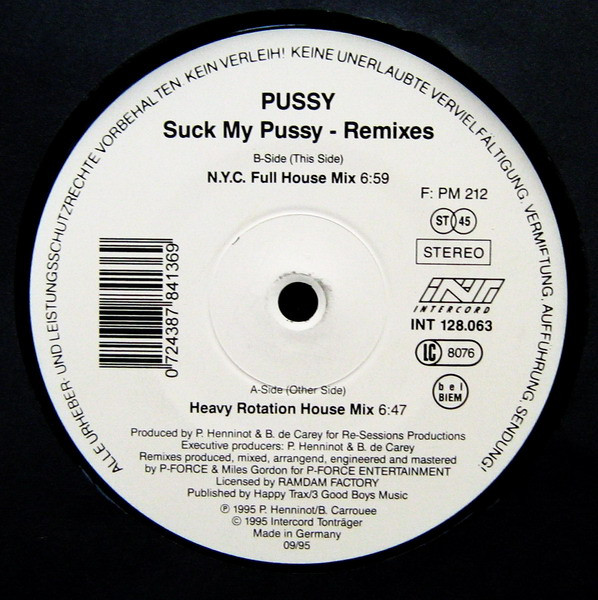 ALLE URHEBER- UND LEISTUNGSSCHUTZRECHTE VORBEHALTEN. KEIN VERLEIH! KEINE UNERLAUBTE VERVIELFÄLTIGUNG, VERMIETUNG, AUFFÜHRUNG, SENDUNG!
PUSSY
Suck My Pussy - Remixes
B-Side (This Side)
N.Y.C. Full House Mix 6:59
F: PM 212
ST 45
STEREO
INT
INTERCORD
INT 128.063
LC 8076
bel
BIEM
0 724387 841369
A-Side (Other Side)
Heavy Rotation House Mix 6:47
Produced by P. Henninot & B. de Carey for Re-Sessions Productions
Executive producers: P. Henninot & B. de Carey
Remixes produced, mixed, arrangend, engineered and mastered
by P-FORCE & Miles Gordon for P-FORCE ENTERTAINMENT
Licensed by RAMDAM FACTORY
Published by Happy Trax/3 Good Boys Music
℗ 1995 P. Henninot/B. Carrouee
© 1995 Intercord Tonträger
Made in Germany
09/95